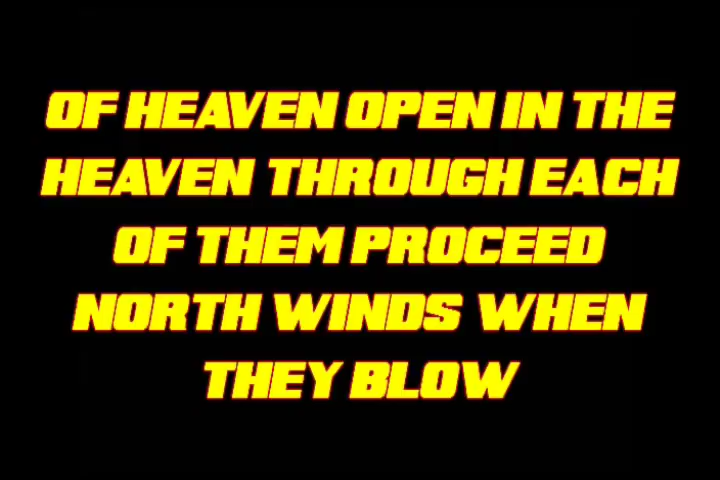 OF HEAVEN OPEN IN THE
HEAVEN THROUGH EACH
OF THEM PROCEED
NORTH WINDS WHEN
THEY BLOW